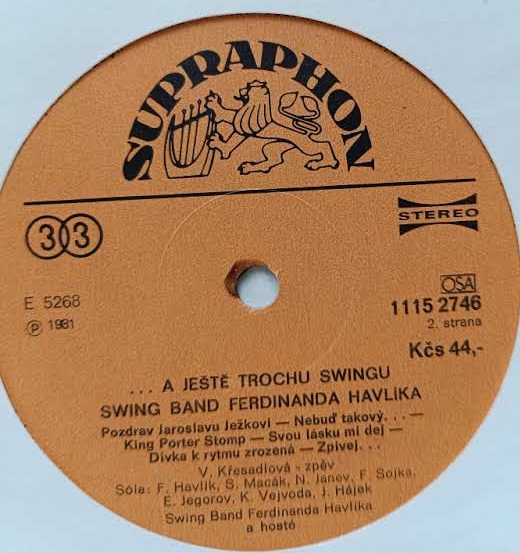 SUPRAPHON
33
STEREO
E 5268
℗ 1981
OSA
1115 2746
2. strana
Kčs 44,-
... A JEŠTĚ TROCHU SWINGU
SWING BAND FERDINANDA HAVLÍKA
Pozdrav Jaroslavu Ježkovi — Nebuď takový... —
King Porter Stomp — Svou lásku mi dej —
Dívka k rytmu zrozená — Zpívej...
V. Křesadlová - zpěv
Sóla: F. Havlík, S. Macák, N. Janev, F. Sojka,
E. Jegorov, K. Vejvoda, J. Hájek
Swing Band Ferdinanda Havlíka
a hosté